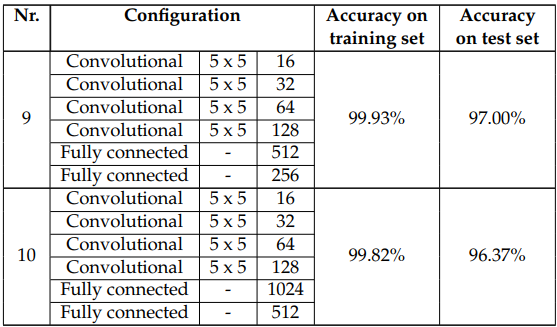 Nr. Configuration Accuracy on training set Accuracy on test set
9 99.93% 97.00%
Convolutional 5 x 5 16
Convolutional 5 x 5 32
Convolutional 5 x 5 64
Convolutional 5 x 5 128
Fully connected - 512
Fully connected - 256
10 99.82% 96.37%
Convolutional 5 x 5 16
Convolutional 5 x 5 32
Convolutional 5 x 5 64
Convolutional 5 x 5 128
Fully connected - 1024
Fully connected - 512